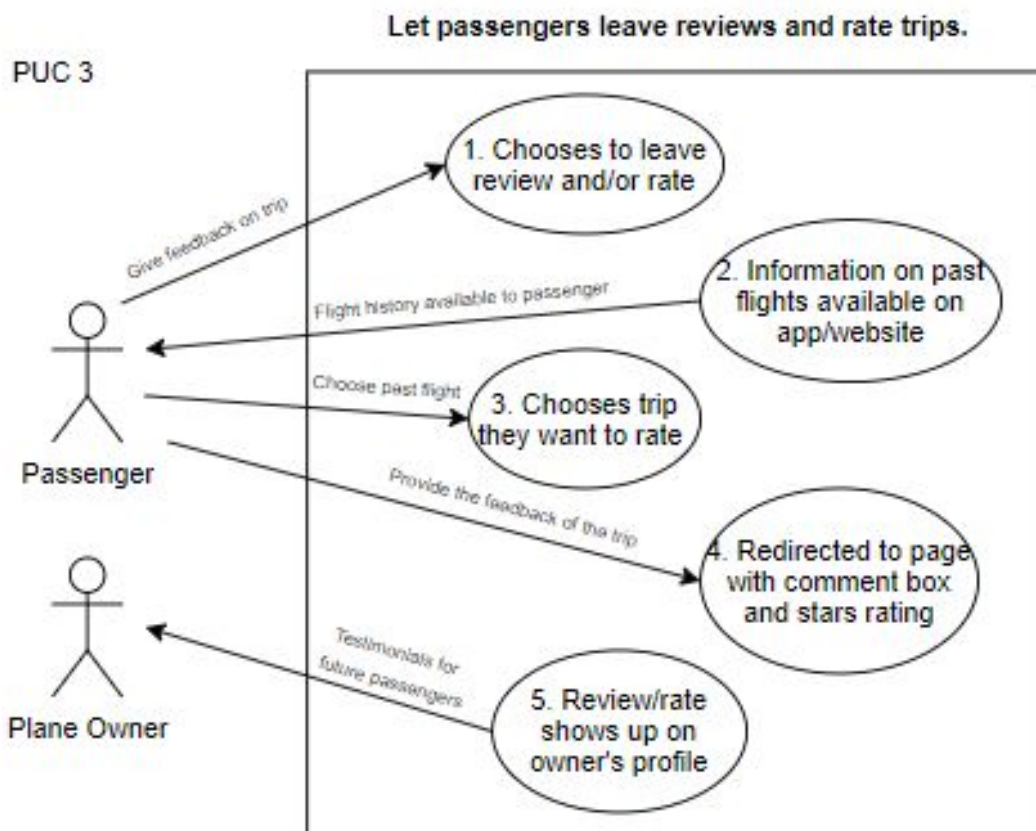 Let passengers leave reviews and rate trips.
PUC 3
1. Chooses to leave
review and/or rate
Give feedback on trip
2. Information on past
flights available on
app/website
Flight history available to passenger
Choose past flight
3. Chooses trip
they want to rate
Passenger
Provide the feedback of the trip
4. Redirected to page
with comment box
and stars rating
Testimonials for
future passengers
5. Review/rate
shows up on
owner's profile
Plane Owner